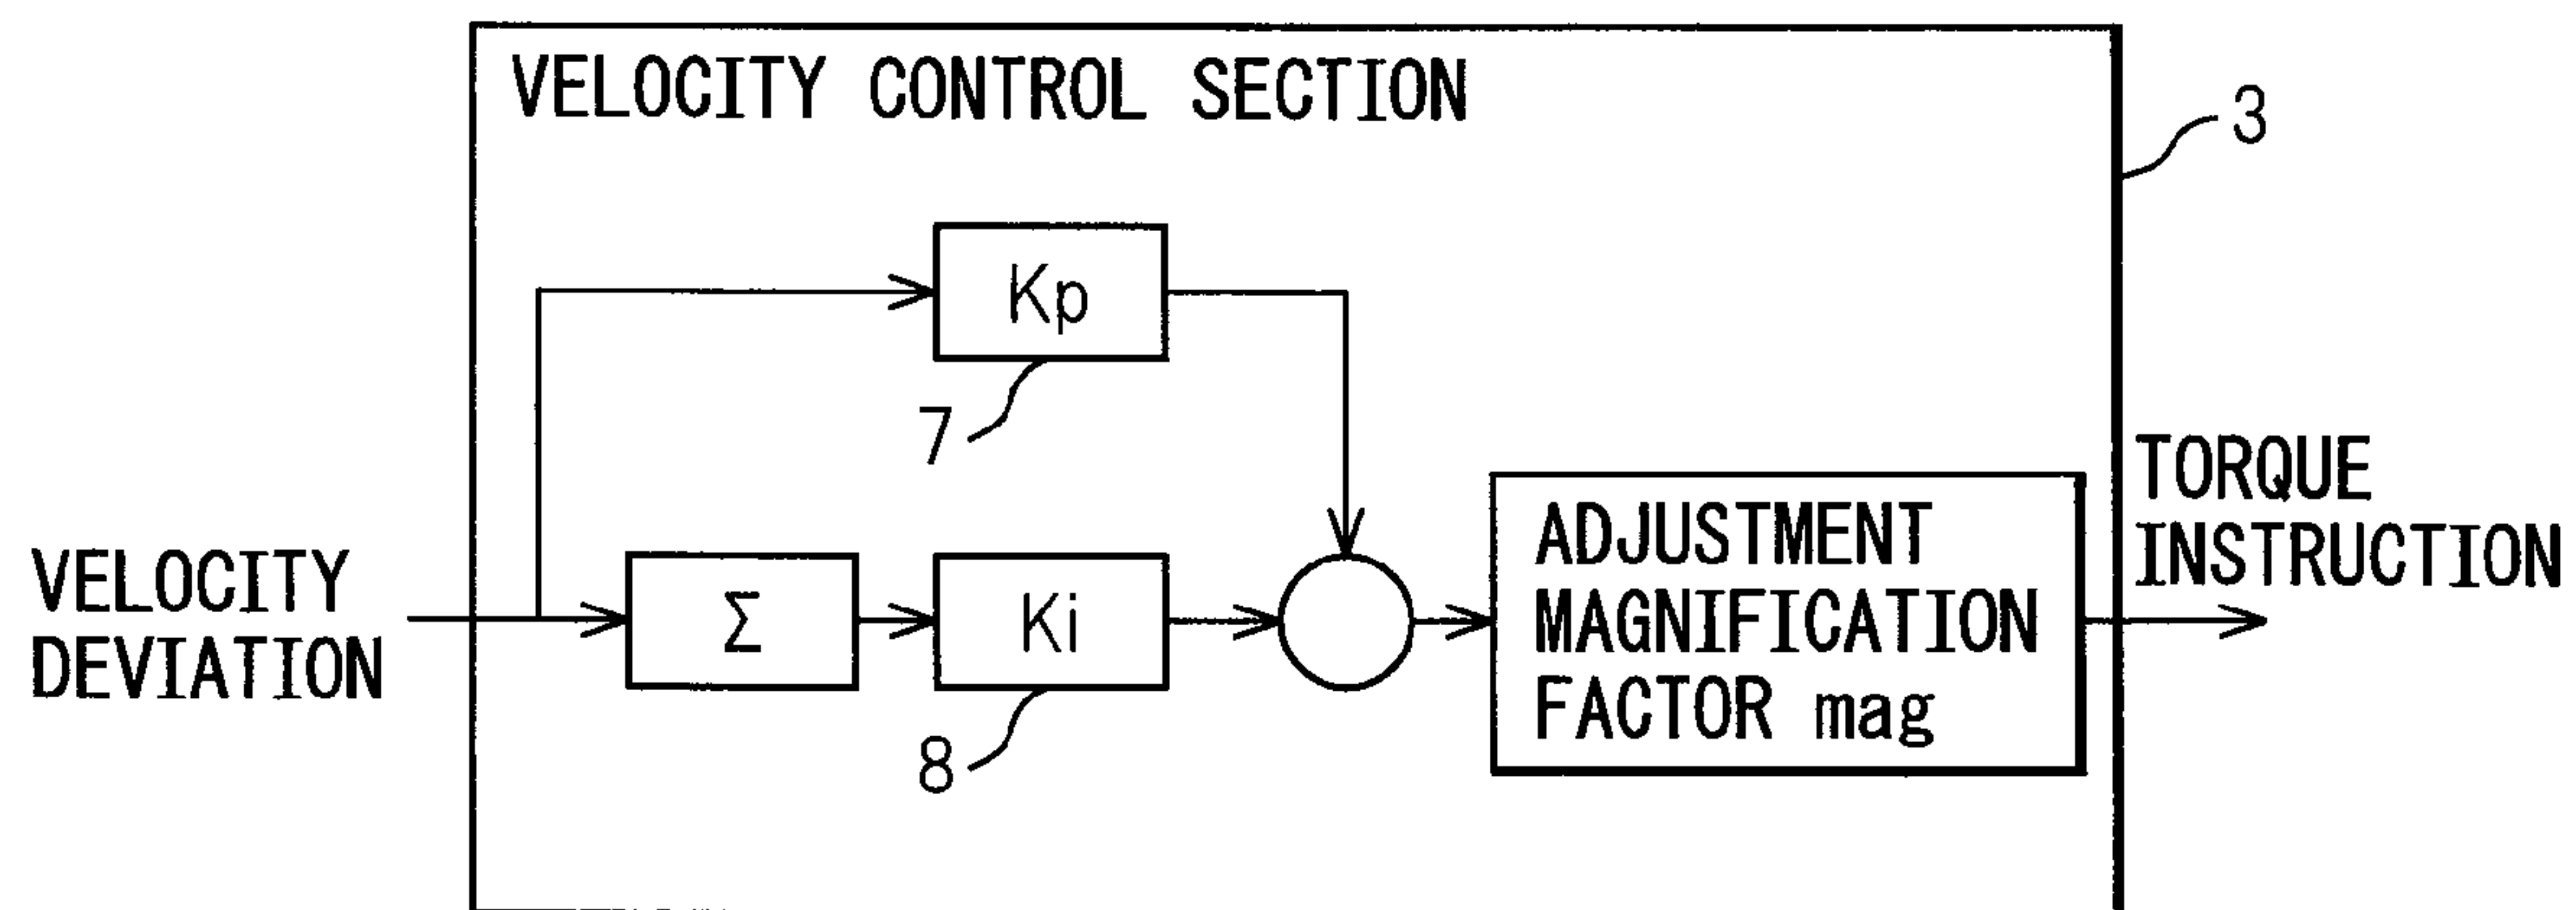 VELOCITY CONTROL SECTION
3
Kp
7
VELOCITY
DEVIATION
Σ
Ki
8
ADJUSTMENT
MAGNIFICATION
FACTOR mag
TORQUE
INSTRUCTION